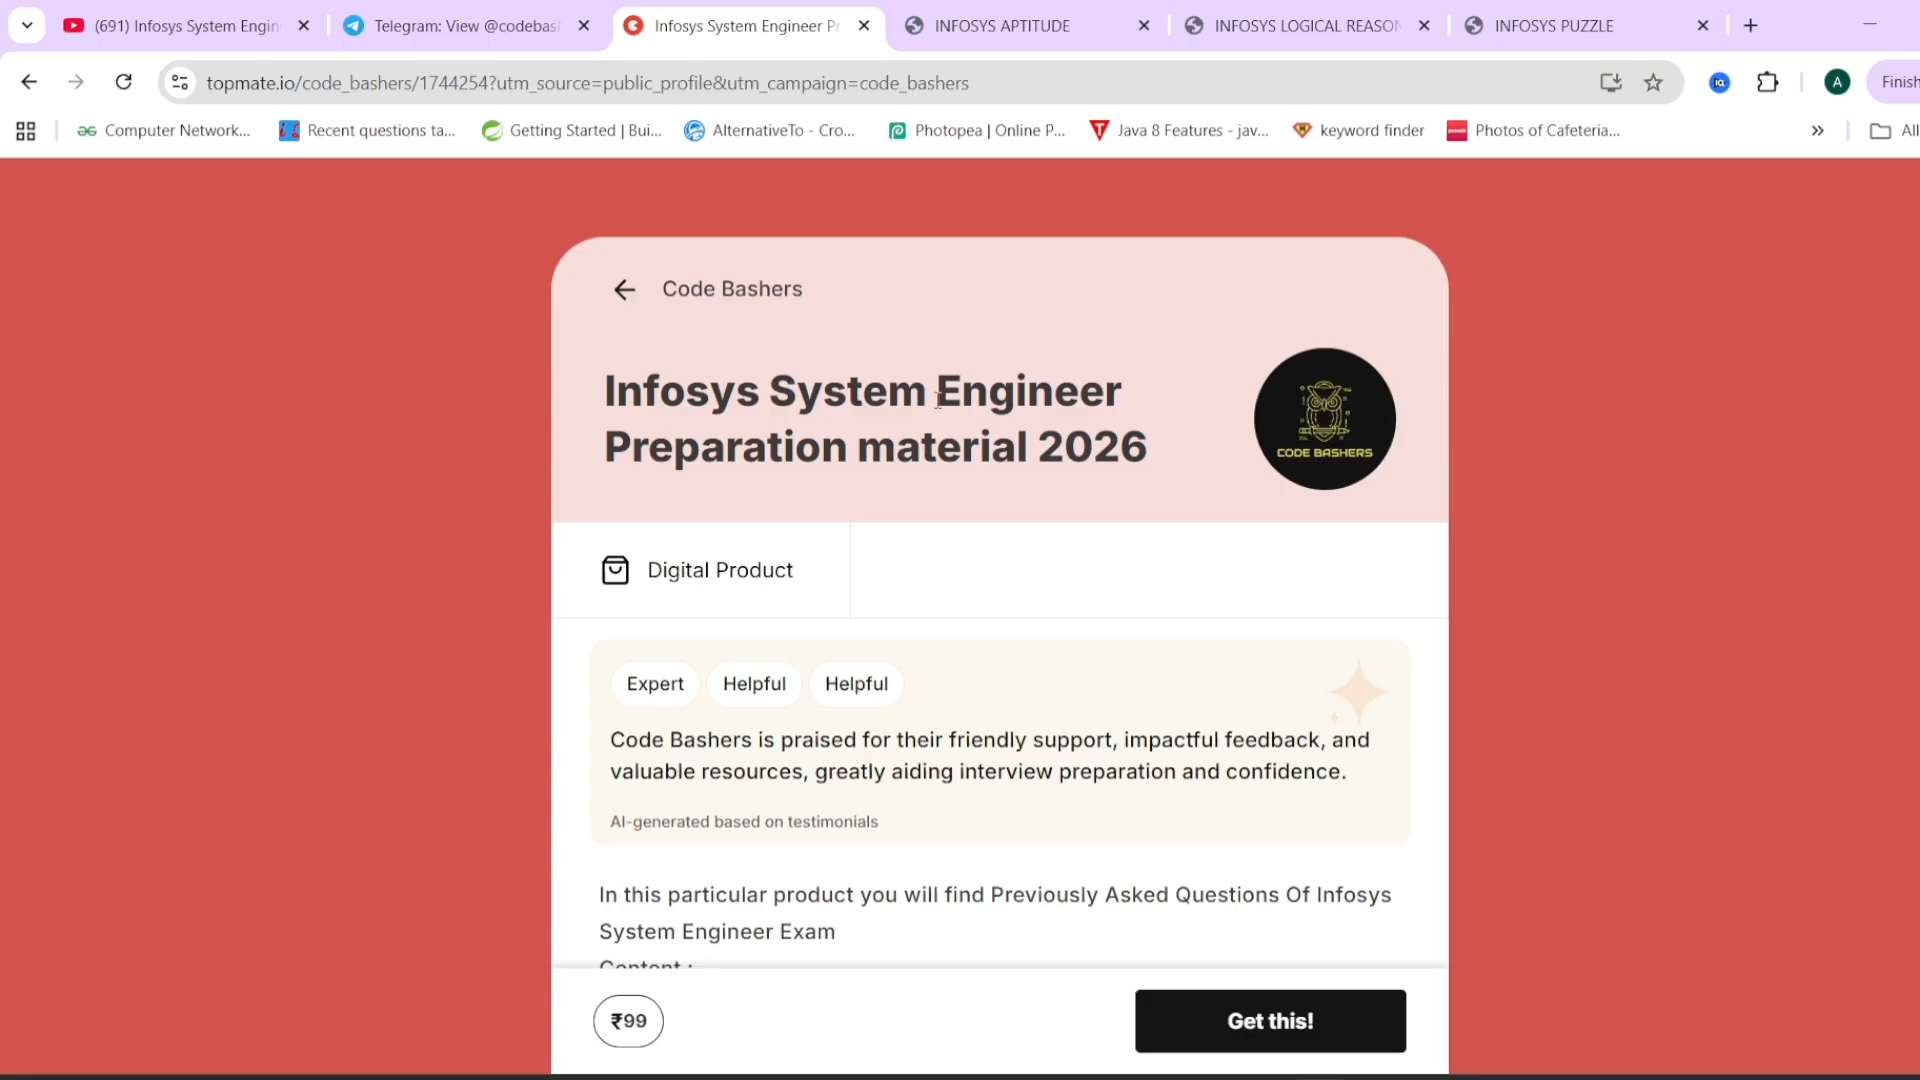 (691) Infosys System Engin
Telegram: View @codebash
Infosys System Engineer Pr
INFOSYS APTITUDE
INFOSYS LOGICAL REASON
INFOSYS PUZZLE
topmate.io/code_bashers/1744254?utm_source=public_profile&utm_campaign=code_bashers
A
Finish
Computer Network...
Recent questions ta...
Getting Started | Bui...
AlternativeTo - Cro...
Photopea | Online P...
Java 8 Features - jav...
keyword finder
Photos of Cafeteria...
»
All
Code Bashers
Infosys System Engineer
Preparation material 2026
CODE BASHERS
Digital Product
Expert
Helpful
Helpful
Code Bashers is praised for their friendly support, impactful feedback, and
valuable resources, greatly aiding interview preparation and confidence.
AI-generated based on testimonials
In this particular product you will find Previously Asked Questions Of Infosys
System Engineer Exam
Content :
₹99
Get this!